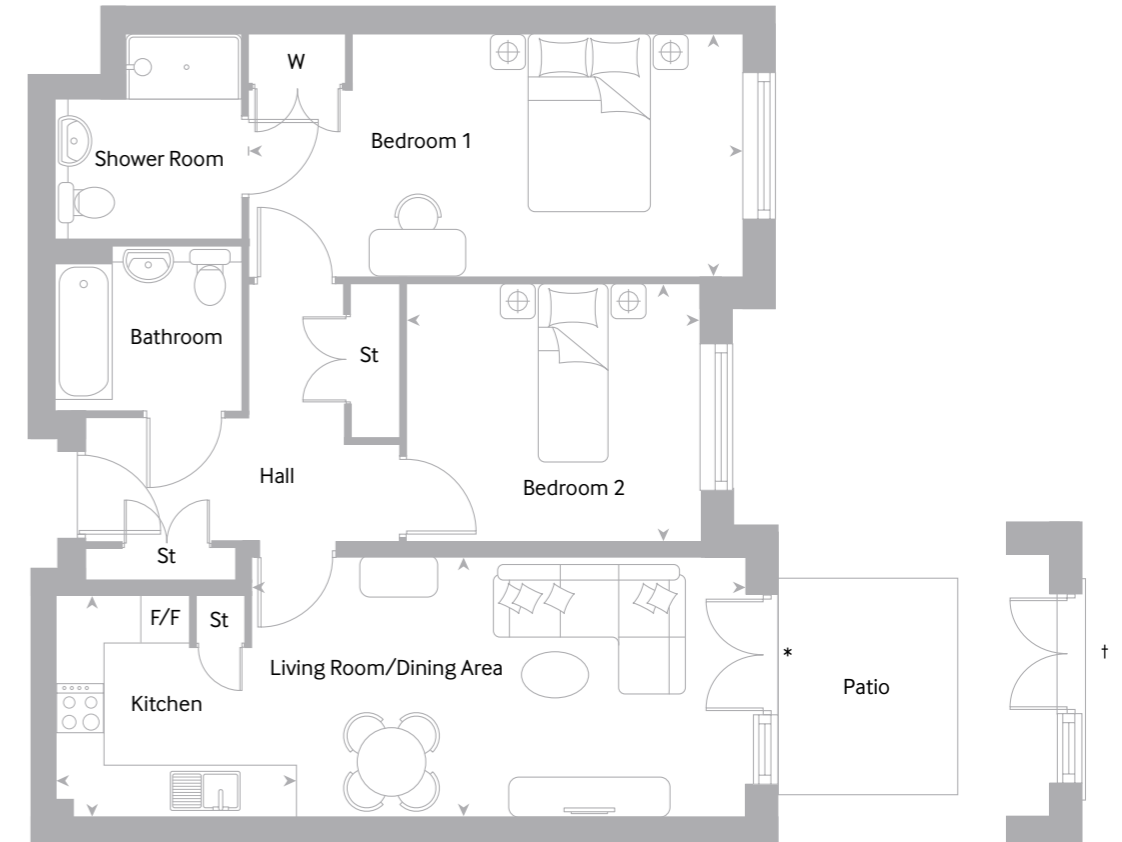 W
Bedroom 1
Shower Room
Bathroom
St
Hall
Bedroom 2
St
F/F
St
Living Room/Dining Area
*
†
Patio
Kitchen